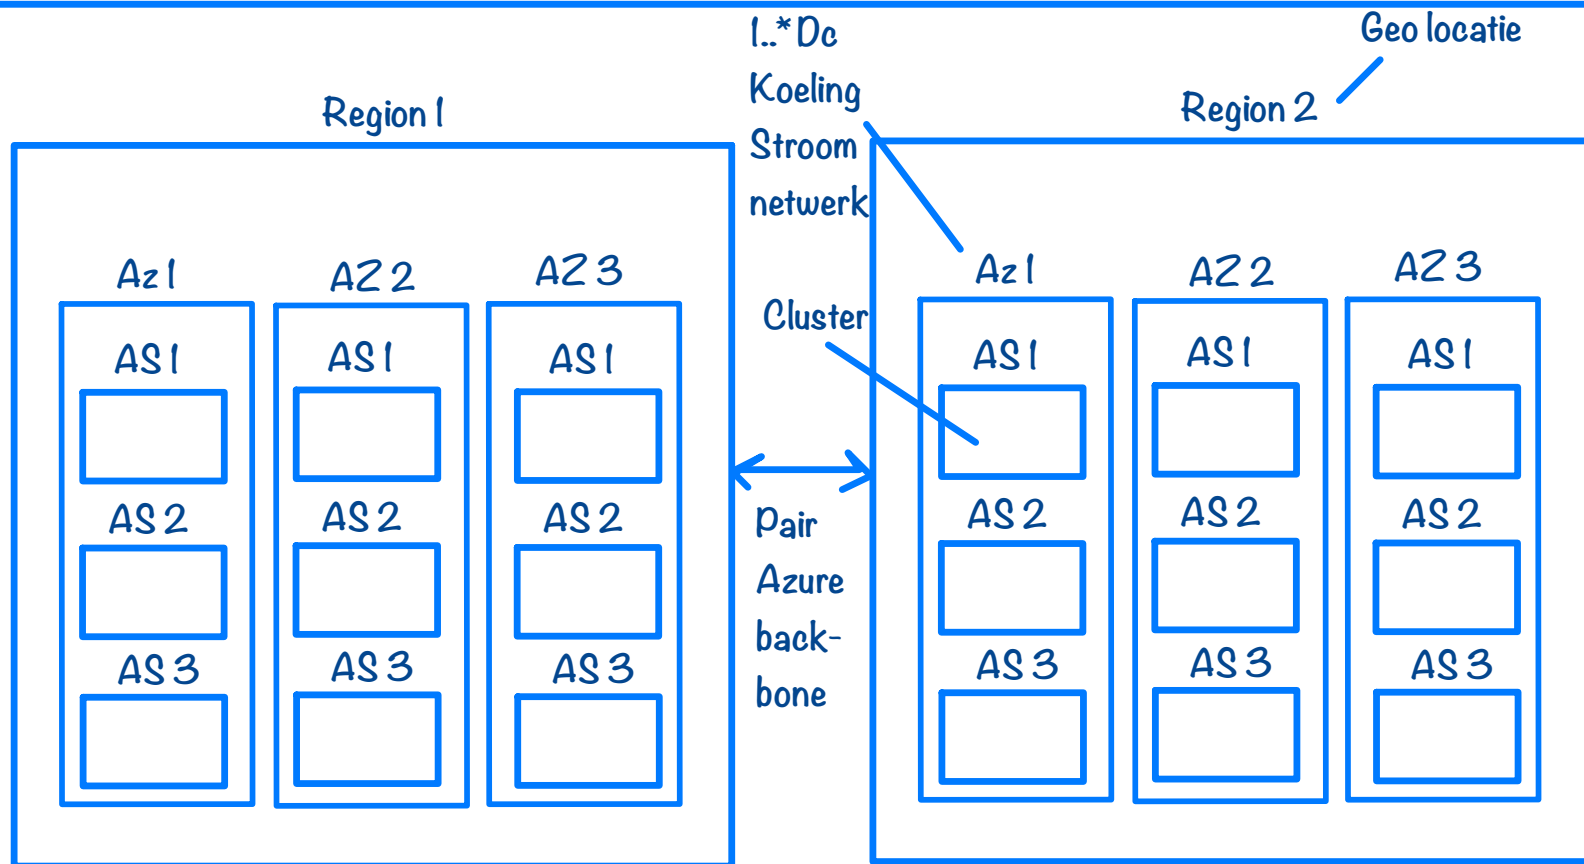 1..* Dc
Koeling
Stroom
netwerk
Geo locatie
Region 1
Region 2
Az 1
AZ 2
AZ 3
AS 1
AS 1
AS 1
AS 2
AS 2
AS 2
AS 3
AS 3
AS 3
Cluster
Pair
Azure
back-
bone
Az 1
AZ 2
AZ 3
AS 1
AS 1
AS 1
AS 2
AS 2
AS 2
AS 3
AS 3
AS 3